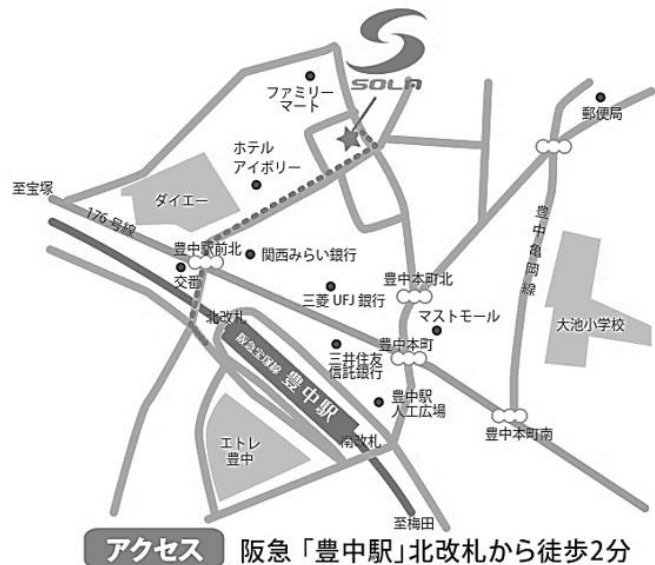 SOLA
ファミリー
マート
郵便局
ホテル
アイボリー
至宝塚
ダイエー
176号線
豊中亀岡線
豊中駅前北
関西みらい銀行
交番
豊中本町北
三菱UFJ銀行
マストモール
大池小学校
北改札
豊中本町
三井住友
信託銀行
阪急宝塚線
豊中駅
豊中駅
人工広場
豊中本町南
南改札
エトレ
豊中
至梅田
アクセス 阪急「豊中駅」北改札から徒歩2分